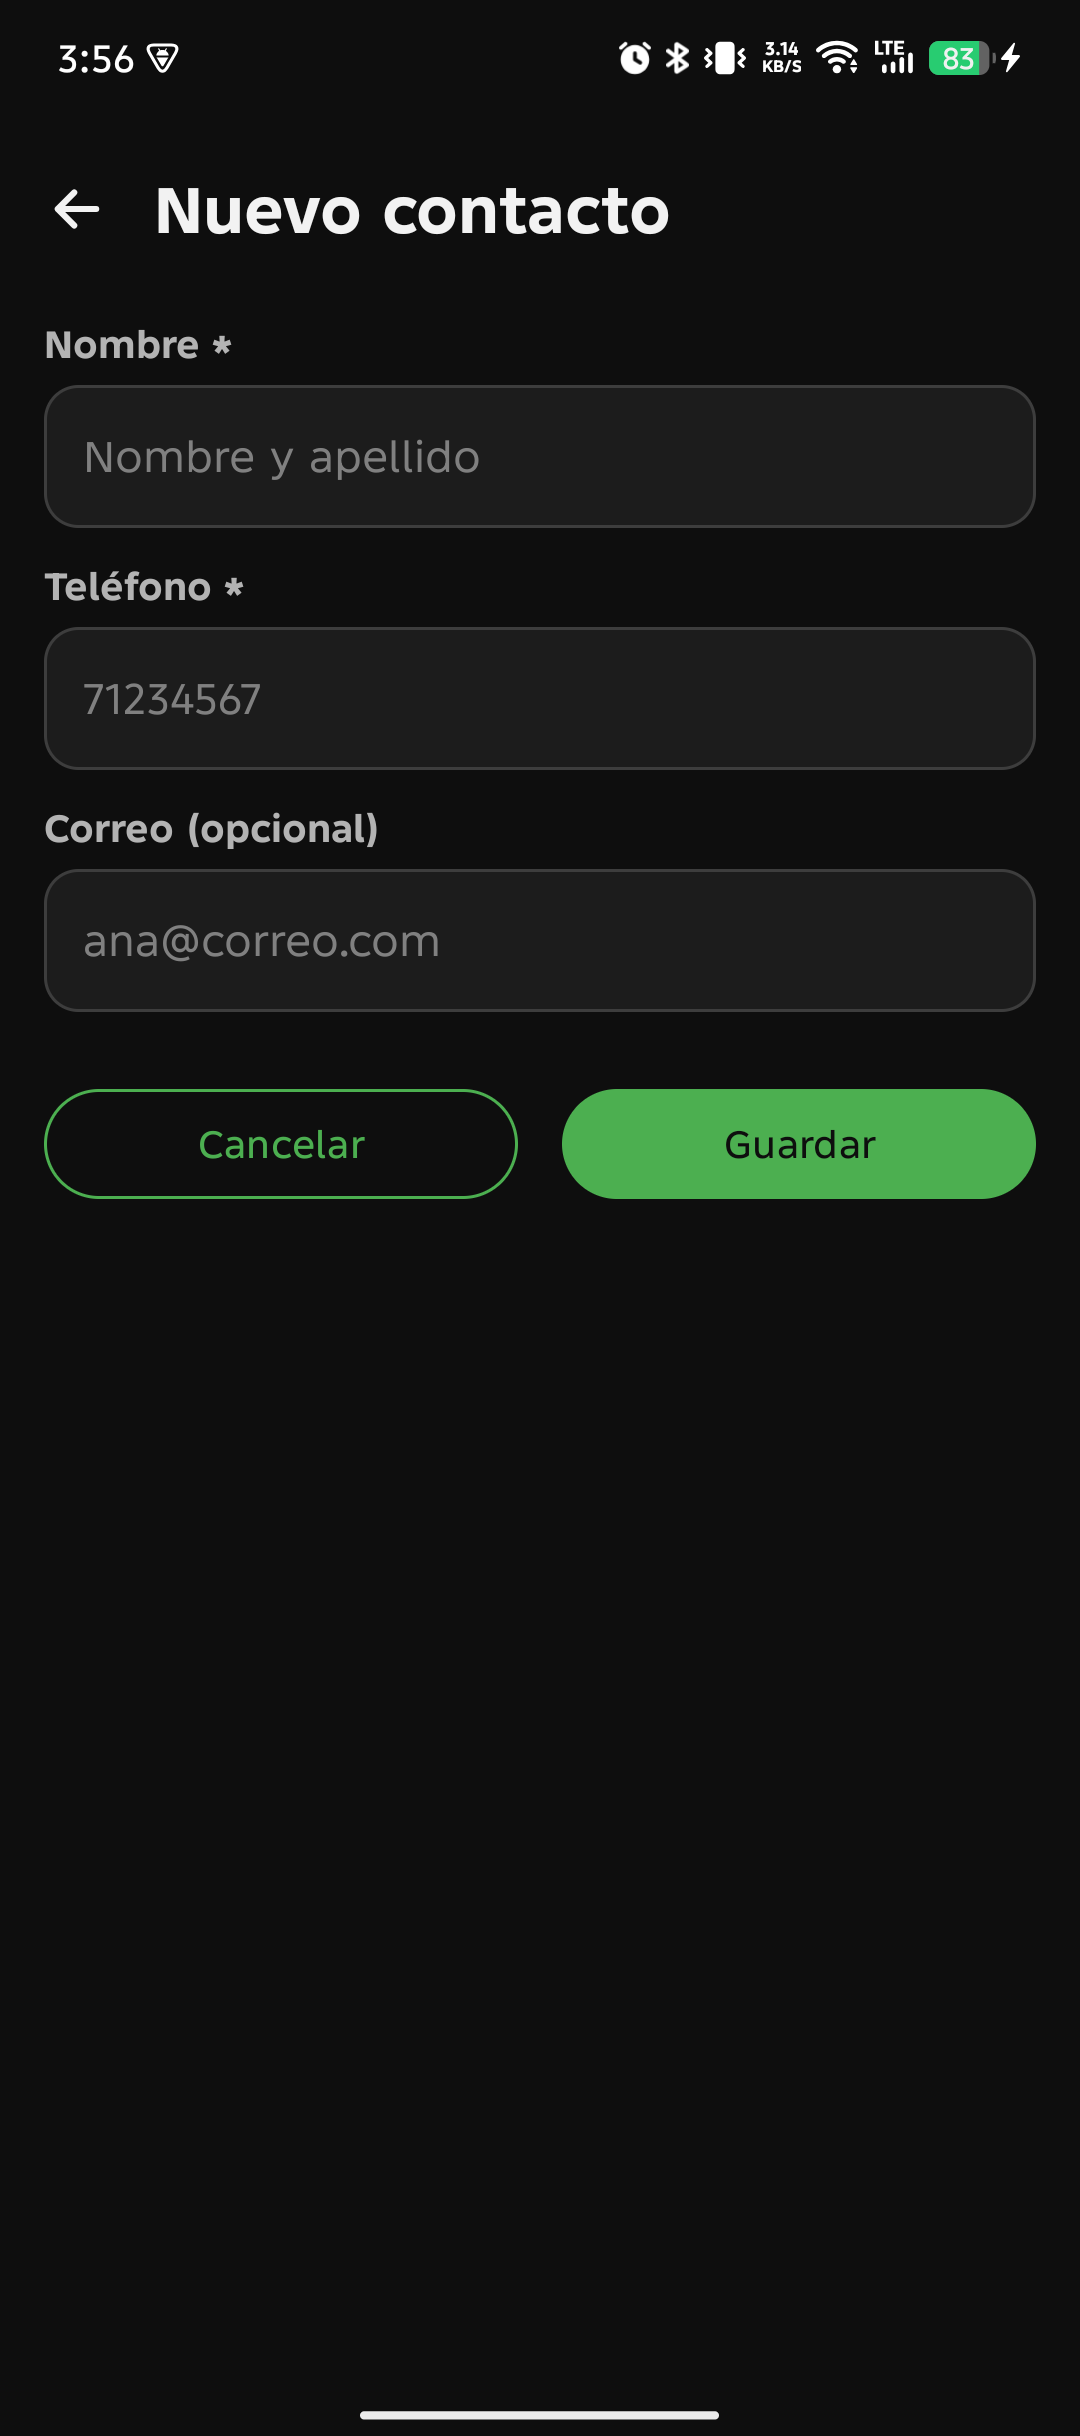 3:56
3.14
KB/S
LTE
83
Nuevo contacto
Nombre *
Nombre y apellido
Teléfono *
71234567
Correo (opcional)
ana@correo.com
Cancelar
Guardar